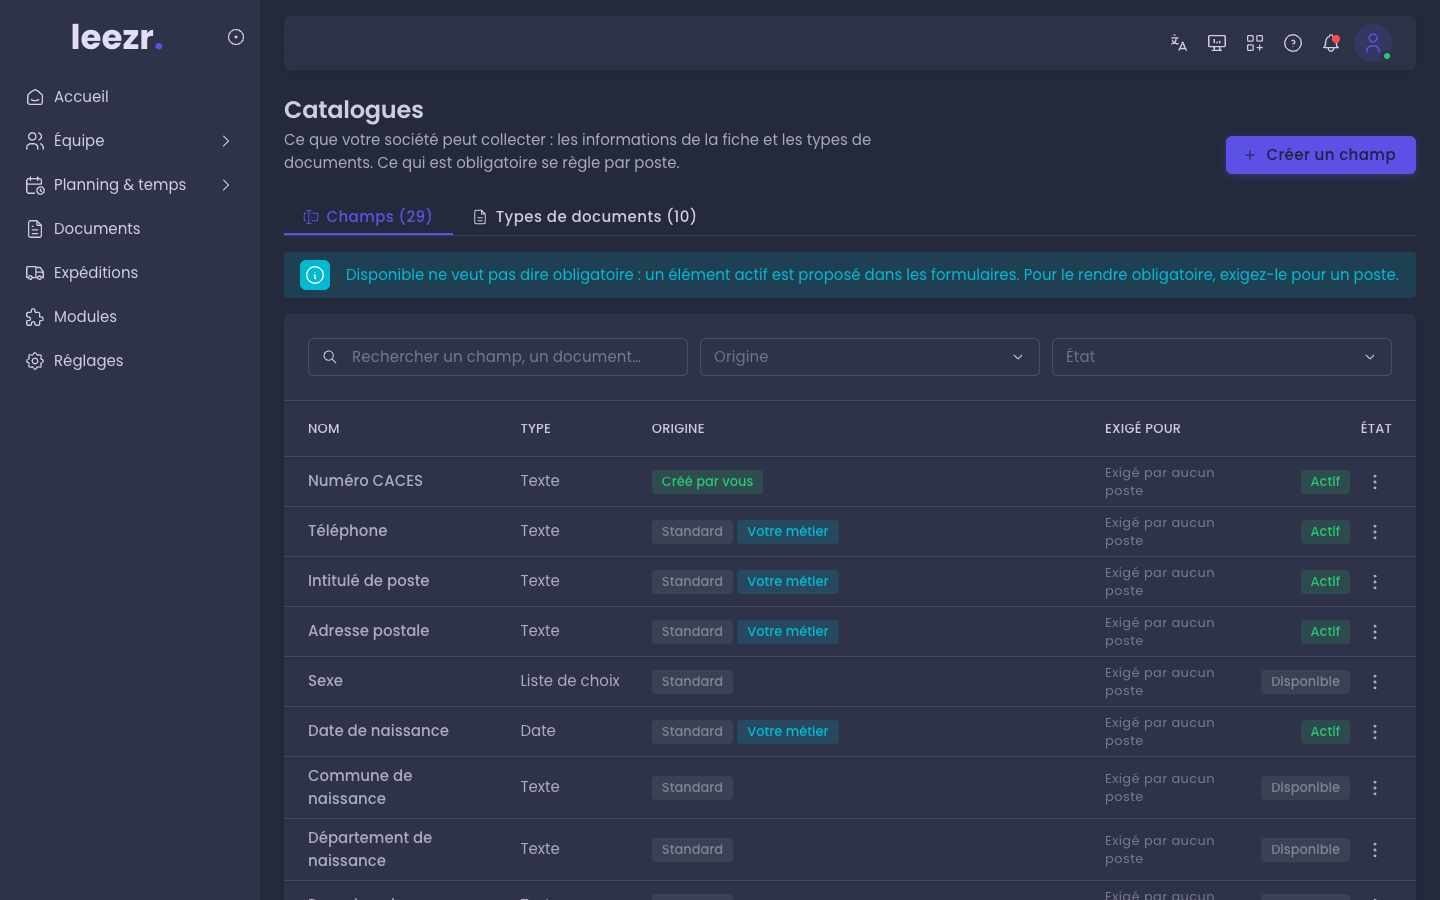 leezr.
Accueil
Équipe
Planning & temps
Documents
Expéditions
Modules
Réglages
Catalogues
Ce que votre société peut collecter : les informations de la fiche et les types de
documents. Ce qui est obligatoire se règle par poste.
Créer un champ
Champs (29)
Types de documents (10)
Disponible ne veut pas dire obligatoire : un élément actif est proposé dans les formulaires. Pour le rendre obligatoire, exigez-le pour un poste.
Rechercher un champ, un document...
Origine
État
NOM TYPE ORIGINE EXIGÉ POUR ÉTAT
Numéro CACES Texte Créé par vous Exigé par aucun
poste Actif
Téléphone Texte Standard Votre métier Exigé par aucun
poste Actif
Intitulé de poste Texte Standard Votre métier Exigé par aucun
poste Actif
Adresse postale Texte Standard Votre métier Exigé par aucun
poste Actif
Sexe Liste de choix Standard Exigé par aucun
poste Disponible
Date de naissance Date Standard Votre métier Exigé par aucun
poste Actif
Commune de
naissance Texte Standard Exigé par aucun
poste Disponible
Département de
naissance Texte Standard Exigé par aucun
poste Disponible
Exigé par aucun